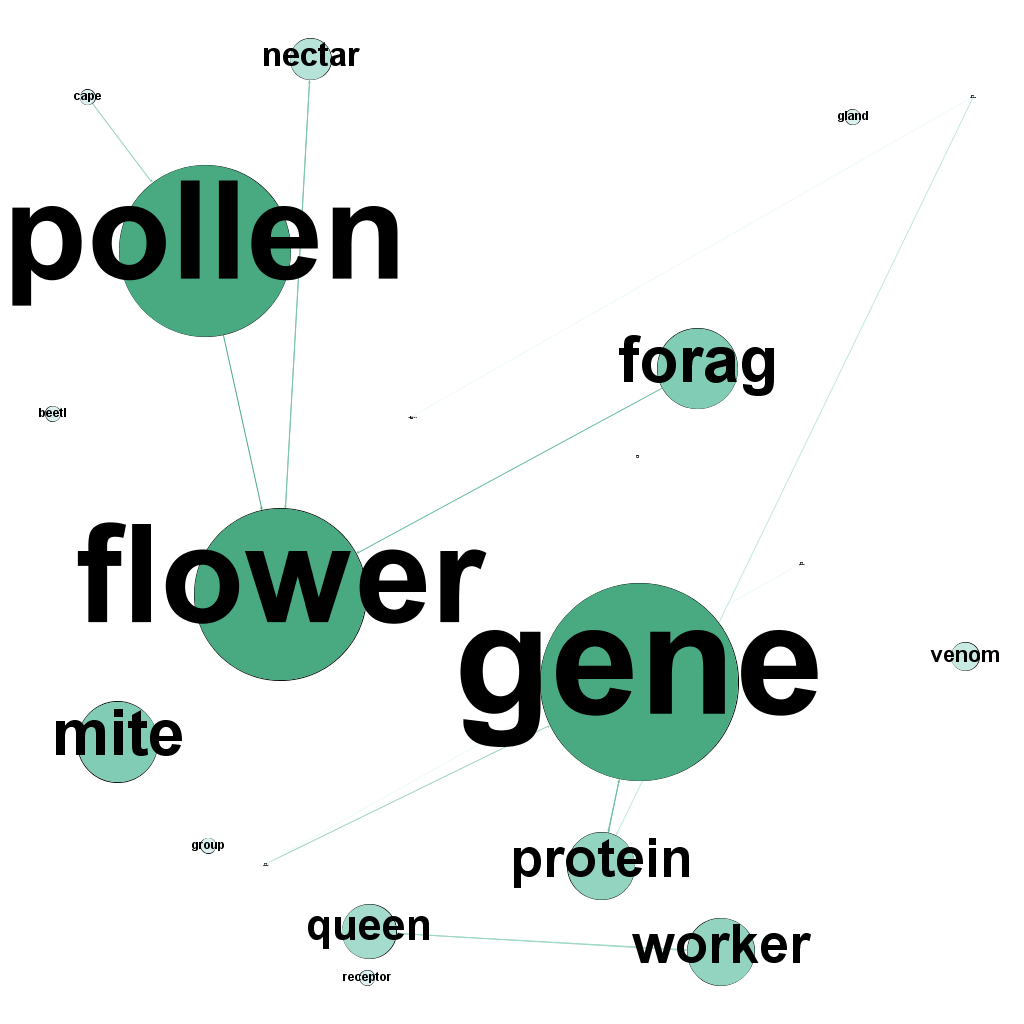 nectar
cape
gland
pollen
forag
beetl
flower
gene
venom
mite
group
protein
queen
worker
receptor